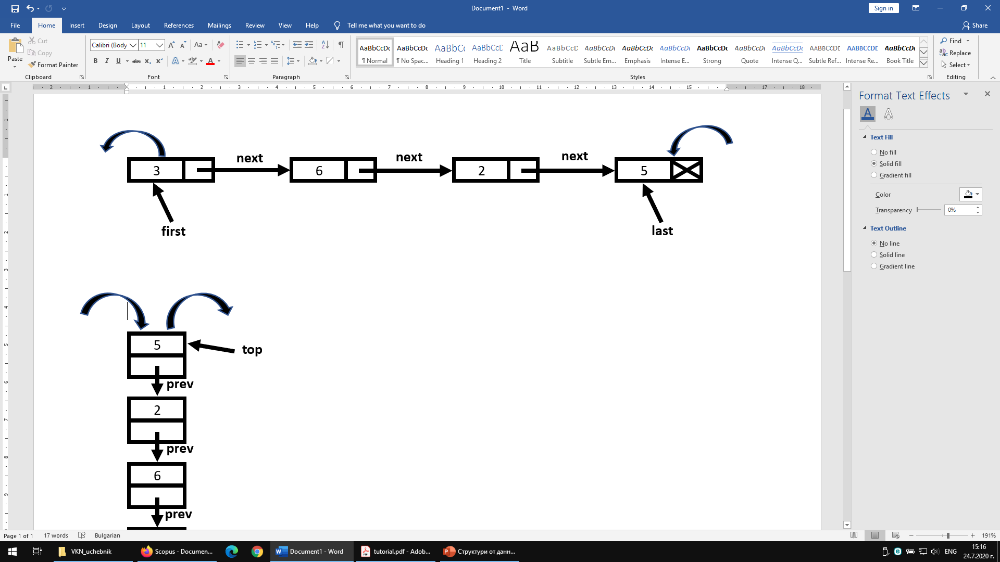 Document1 - Word
Sign in
File Home Insert Design Layout References Mailings Review View Help Tell me what you want to do Share
Paste
Cut
Copy
Format Painter
Clipboard
Calibri (Body 11
Font
Paragraph
AaBbCcDc AaBbCcDc AaBbCc AaBbCcD AaB AaBbCcD AaBbCcDc AaBbCcDc AaBbCcDc AaBbCcDc AaBbCcDc AaBbCcDc AABBCCDE AABBCCDE AaBbCcDc
¶ Normal ¶ No Spac... Heading 1 Heading 2 Title Subtitle Subtle Em... Emphasis Intense E... Strong Quote Intense Q... Subtle Ref... Intense Re... Book Title
Styles
Find
Replace
Select
Editing
2 1 1 2 3 4 5 6 7 8 9 10 11 12 13 14 15 17 18
3 next 6 next 2 next 5
first last
5 top
prev
2
prev
6
prev
Format Text Effects
Text Fill
No fill
Solid fill
Gradient fill
Color
Transparency 0%
Text Outline
No line
Solid line
Gradient line
Page 1 of 1 17 words Bulgarian 191%
VKN_uchebnik Scopus - Documen... Document1 - Word tutorial.pdf - Adob... Структури от данн... ENG
15:16
24.7.2020 г.